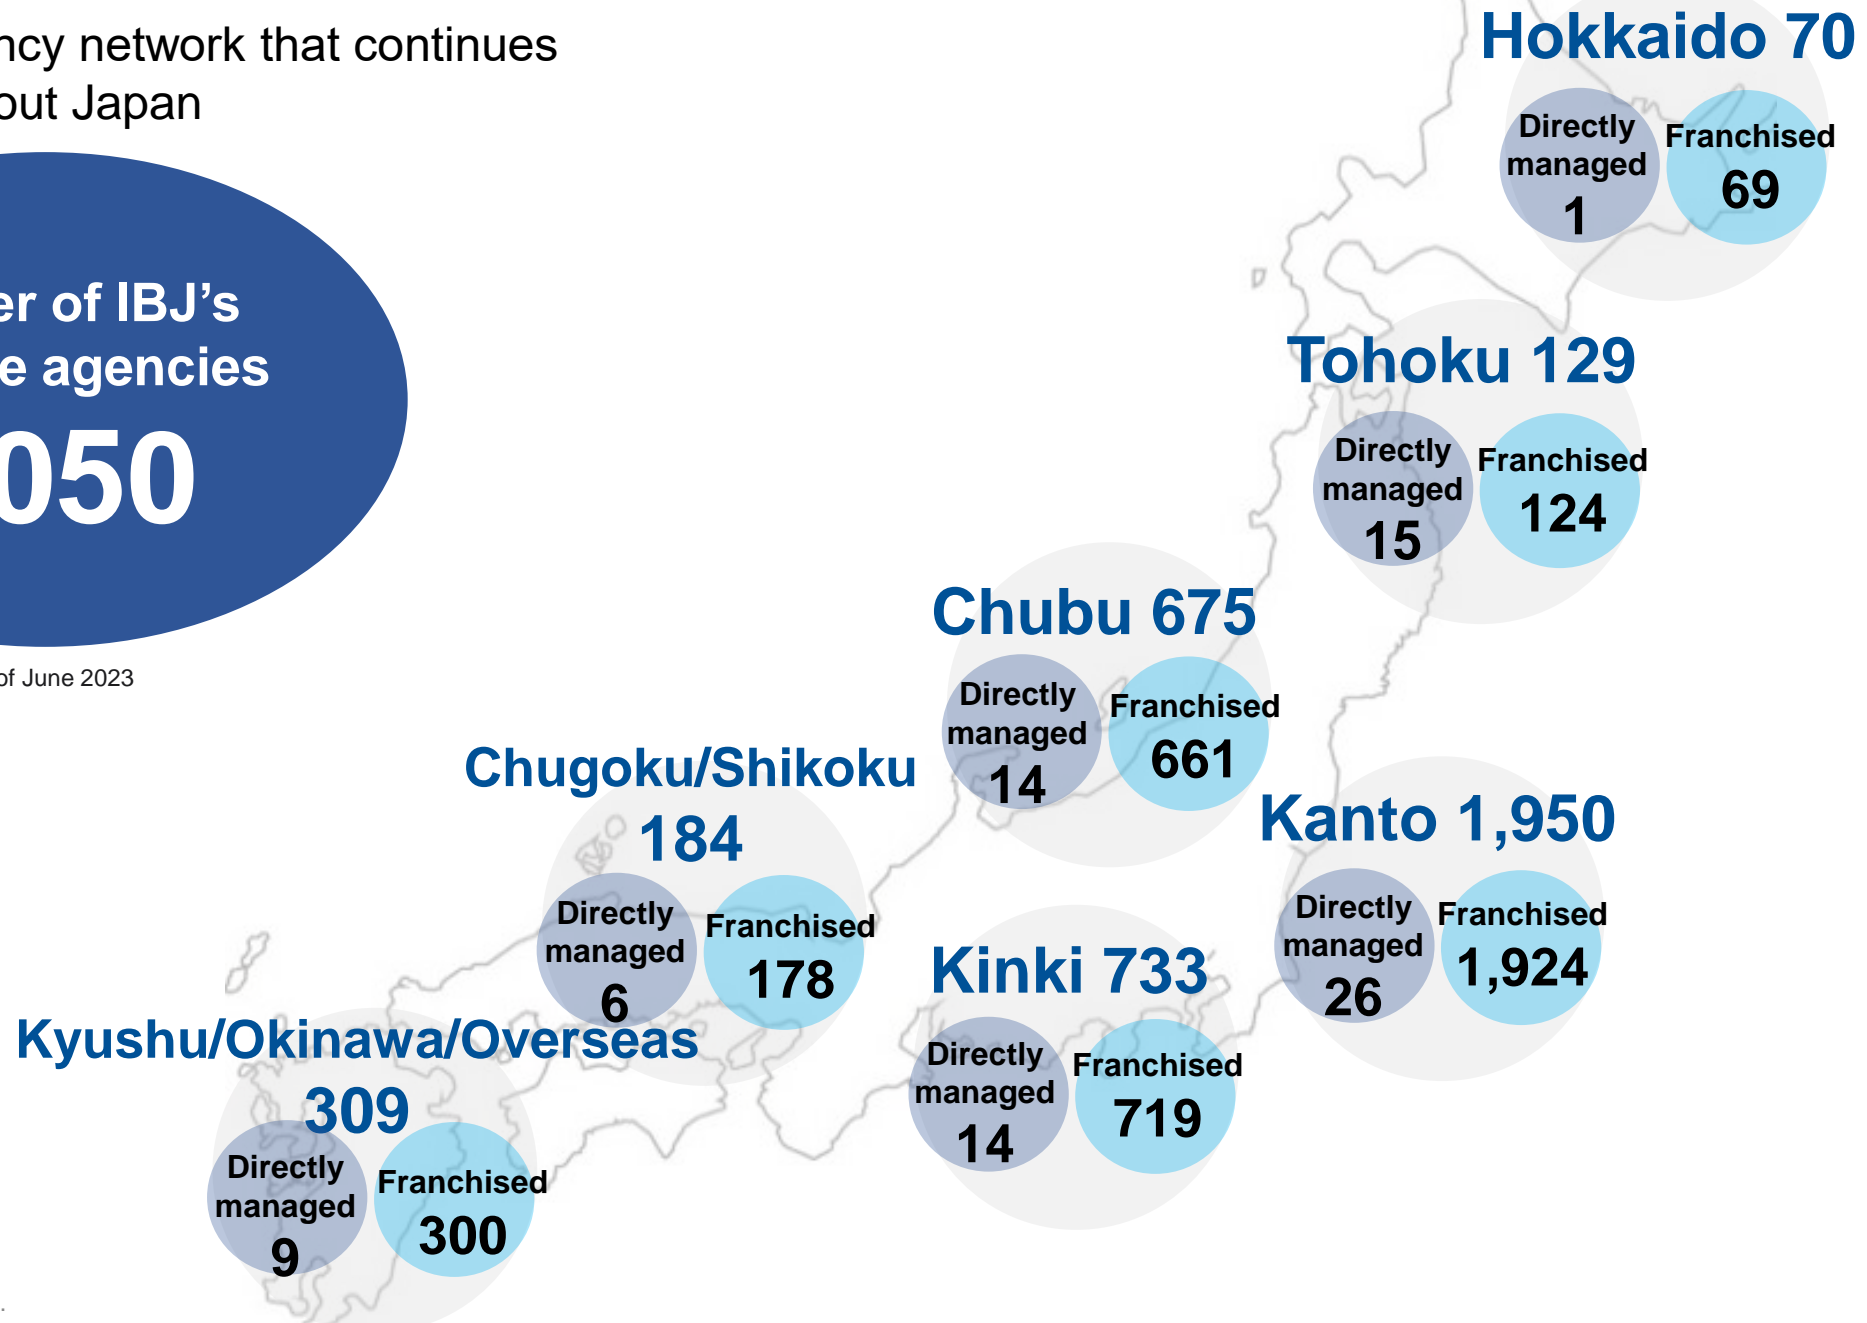 ncy network that continues
out Japan
er of IBJ's
e agencies
050
of June 2023
Hokkaido 70
Directly
managed
1
Franchised
69
Tohoku 129
Directly
managed
15
Franchised
124
Chubu 675
Directly
managed
14
Franchised
661
Kanto 1,950
Directly
managed
26
Franchised
1,924
Chugoku/Shikoku
184
Directly
managed
6
Franchised
178
Kinki 733
Directly
managed
14
Franchised
719
Kyushu/Okinawa/Overseas
309
Directly
managed
9
Franchised
300